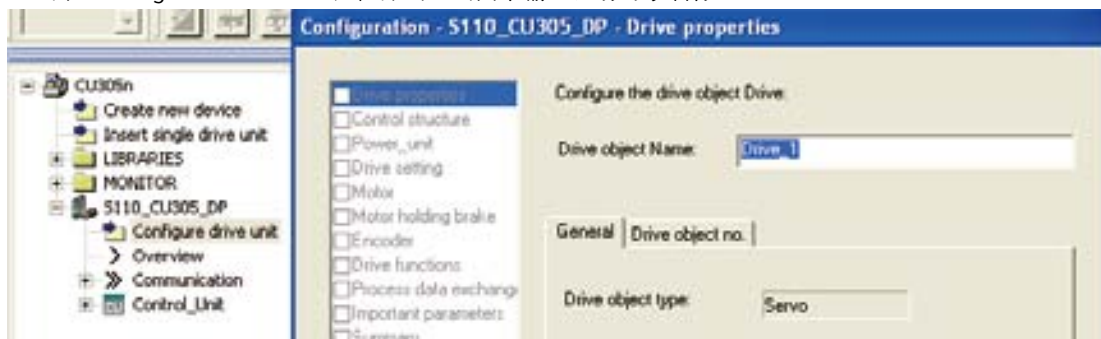 Configuration - S110_CU305_DP - Drive properties
CU305n
Create new device
Insert single drive unit
LIBRARIES
MONITOR
S110_CU305_DP
Configure drive unit
Overview
Communication
Control_Unit
Drive properties
Control structure
Power_unit
Drive setting
Motor
Motor holding brake
Encoder
Drive functions
Process data exchange
Important parameters
Summary
Configure the drive object Drive:
Drive object Name:
Drive_1
General
Drive object no.
Drive object type:
Servo